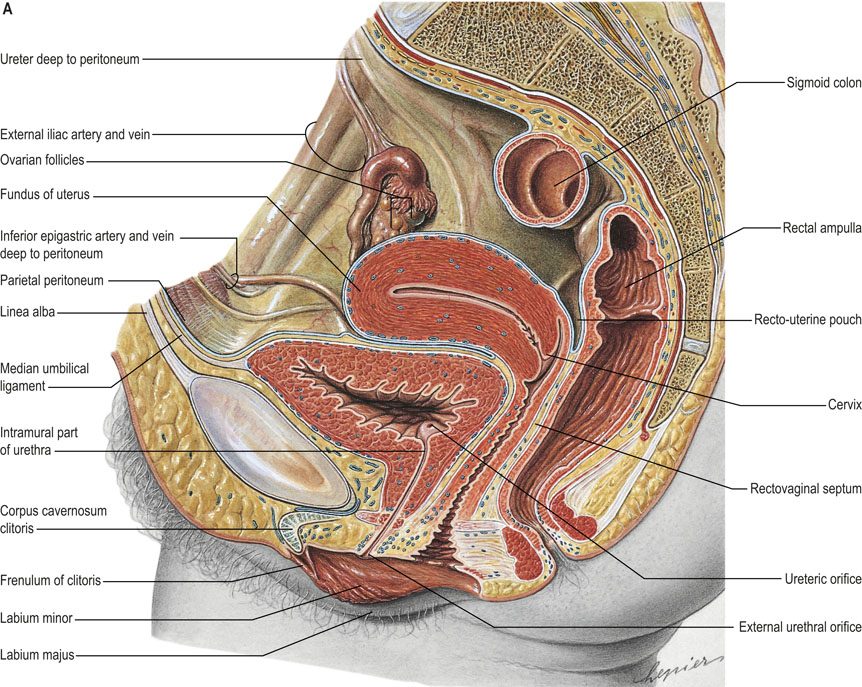 A
Ureter deep to peritoneum
External iliac artery and vein
Ovarian follicles
Fundus of uterus
Inferior epigastric artery and vein
deep to peritoneum
Parietal peritoneum
Linea alba
Median umbilical
ligament
Intramural part
of urethra
Corpus cavernosum
clitoris
Frenulum of clitoris
Labium minor
Labium majus
Sigmoid colon
Rectal ampulla
Recto-uterine pouch
Cervix
Rectovaginal septum
Ureteric orifice
External urethral orifice